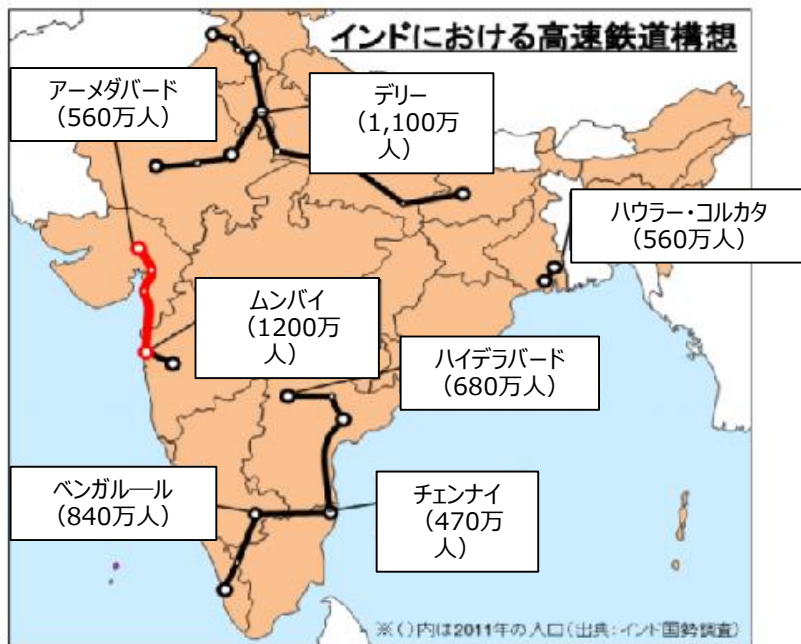 インドにおける高速鉄道構想
アーメダバード
(560万人)
デリー
(1,100万
人)
ハウラー・コルカタ
(560万人)
ムンバイ
(1200万
人)
ハイデラバード
(680万人)
ベンガル―ル
(840万人)
チェンナイ
(470万
人)
※()内は2011年の人口(出典:インド国勢調査)